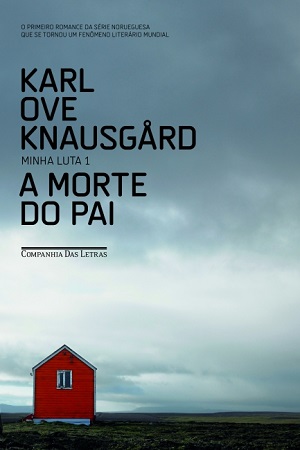 O PRIMEIRO ROMANCE DA SÉRIE NORUEGUESA
QUE SE TORNOU UM FENÔMENO LITERÁRIO MUNDIAL
KARL
OVE
KNAUSGÅRD
MINHA LUTA 1
A MORTE
DO PAI
COMPANHIA DAS LETRAS